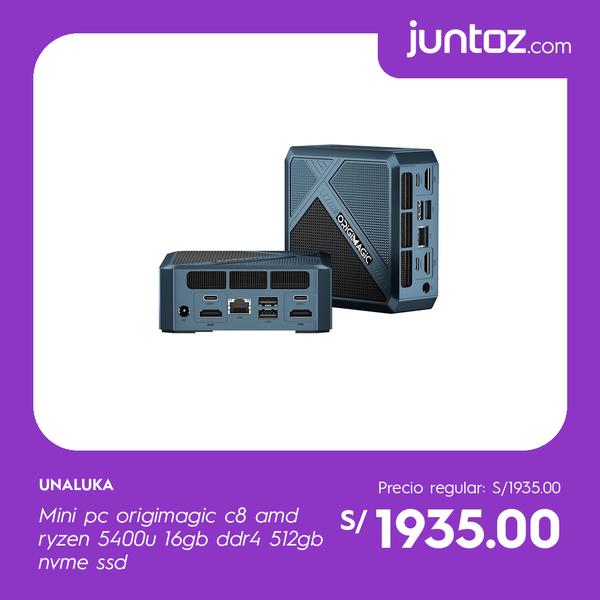 juntoz.com
ORIGIMAGIC
UNALUKA
Mini pc origimagic c8 amd
ryzen 5400u 16gb ddr4 512gb
nvme ssd
Precio regular: S/1935.00
S/ 1935.00